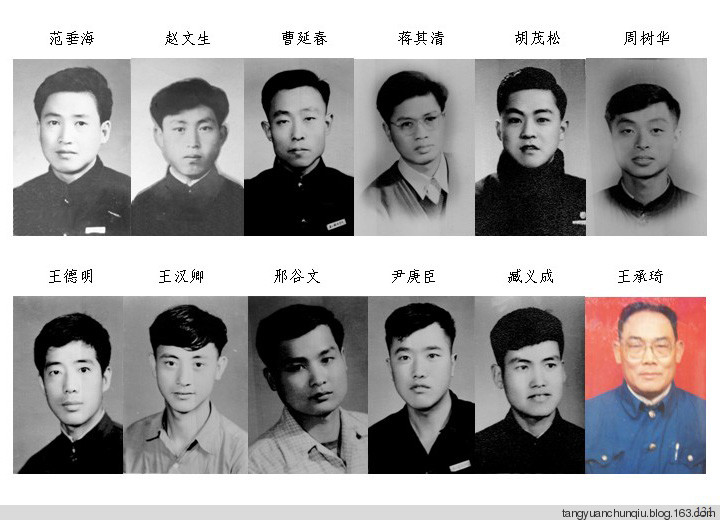 范垂海 赵文生 曹延春 蒋其清 胡茂松 周树华
王德明 王汉卿 邢谷文 尹庚臣 臧义成 王承琦
131
tangyuanchunqiu.blog.163.com